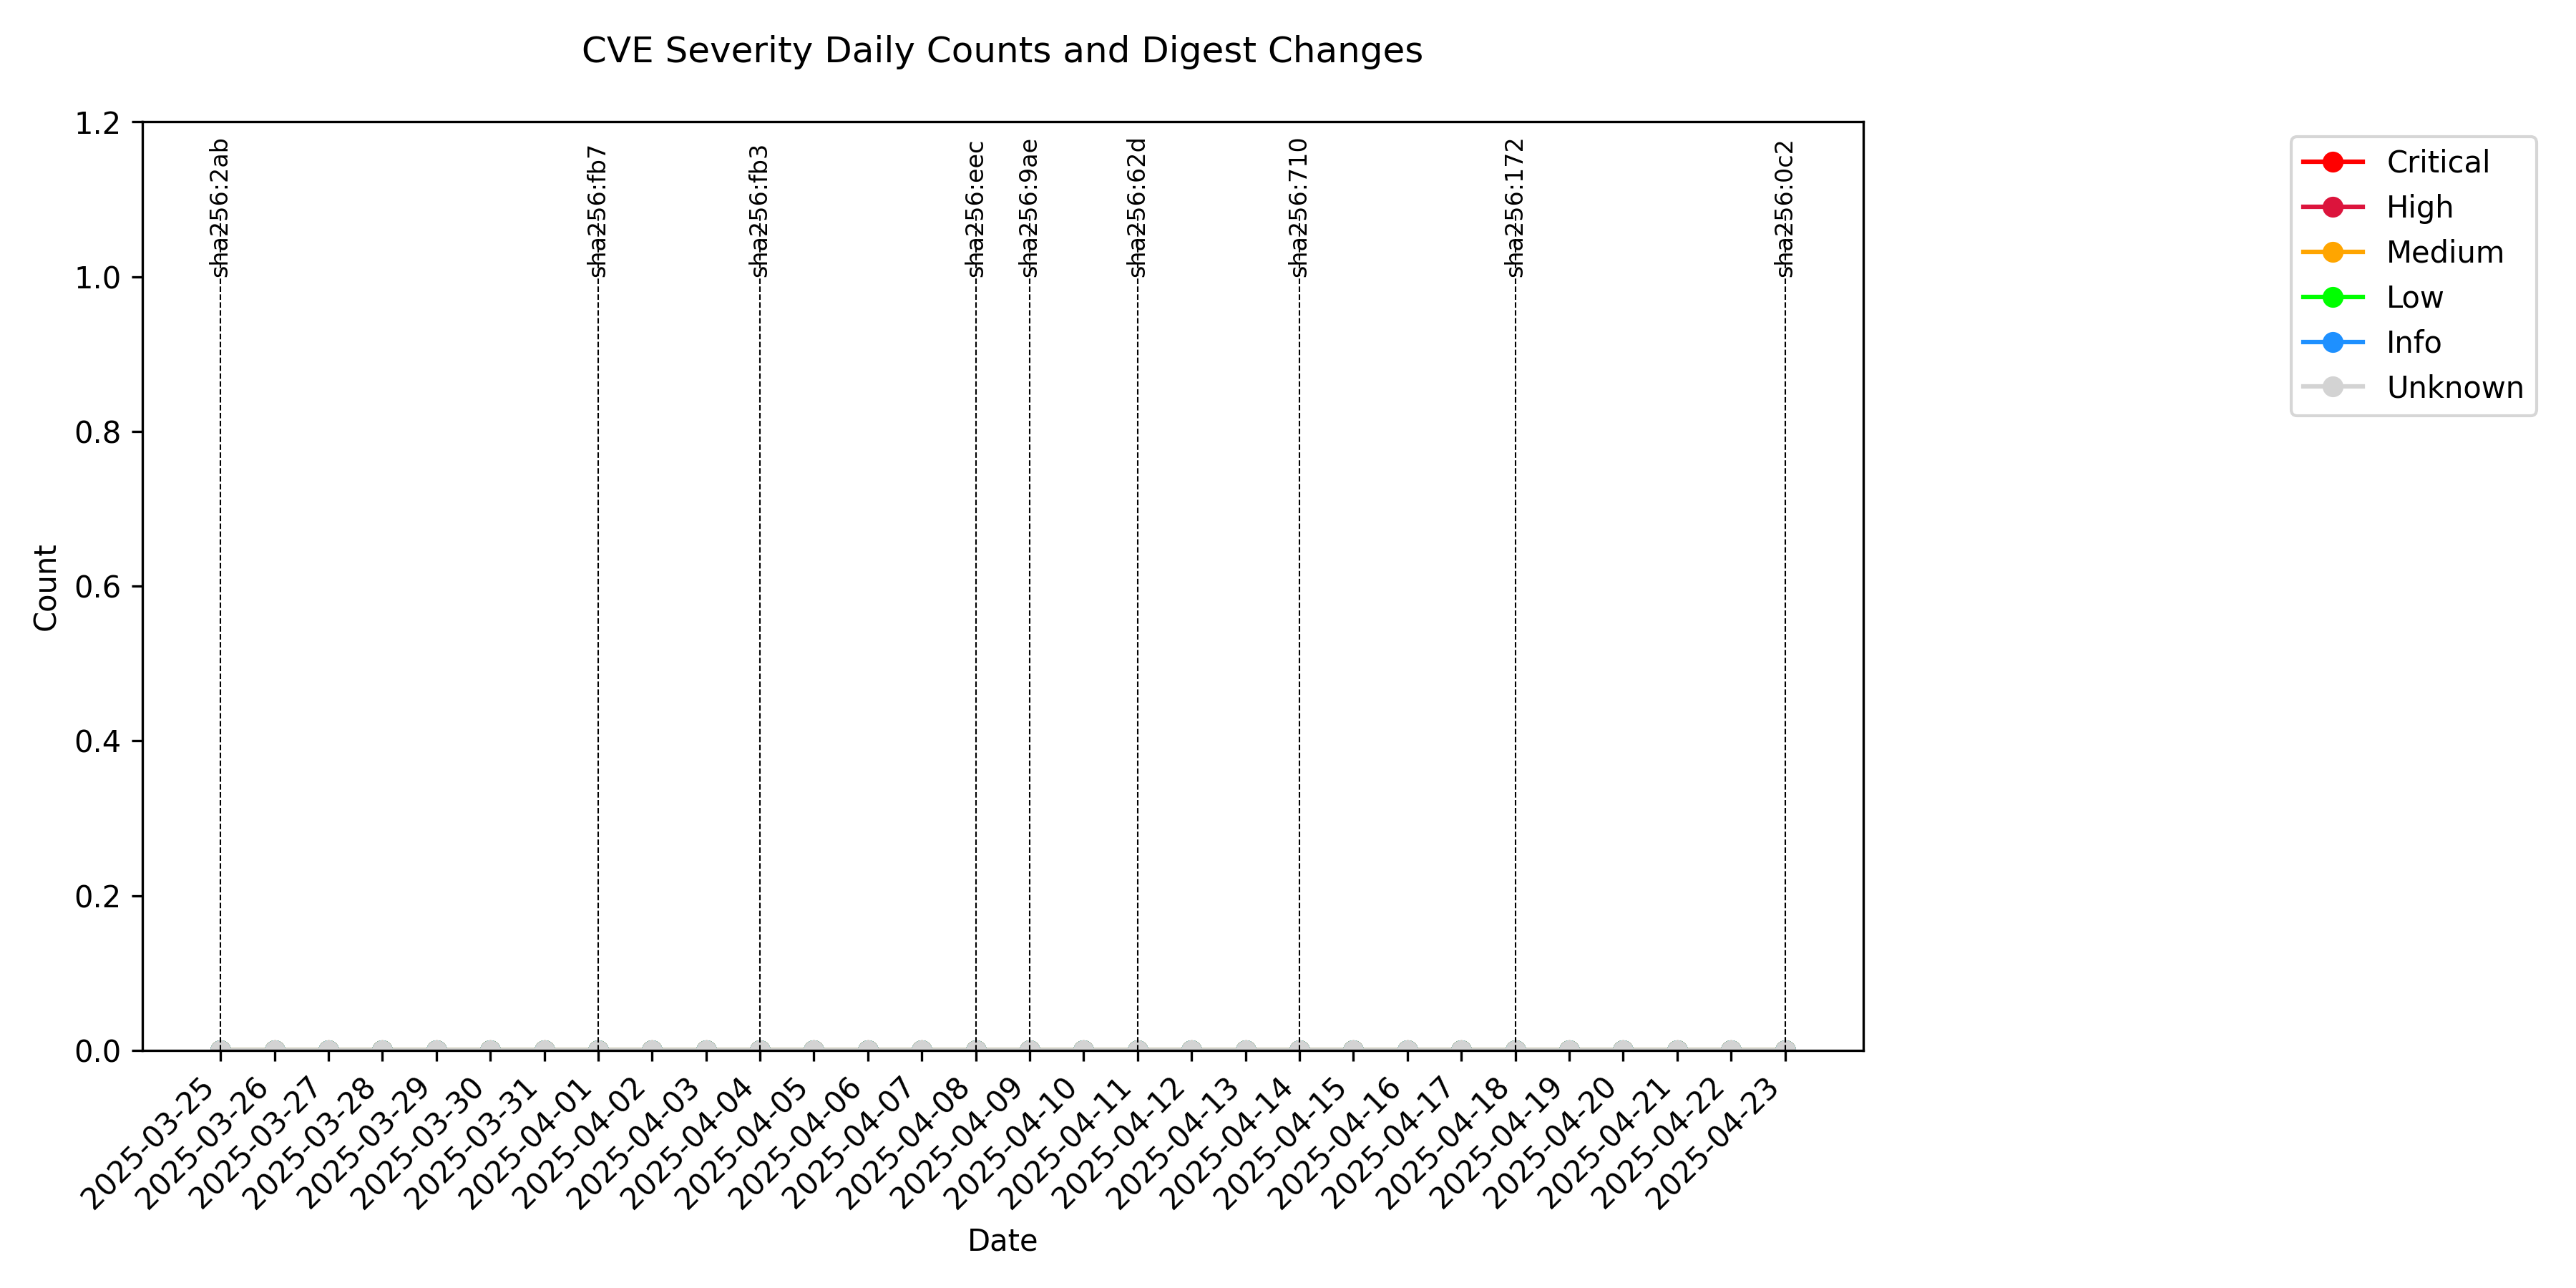 CVE Severity Daily Counts and Digest Changes
1.2
1.0
0.8
0.6
0.4
0.2
0.0
Count
sha256:2ab
sha256:fb7
sha256:fb3
sha256:eec
sha256:9ae
sha256:62d
sha256:710
sha256:172
sha256:0c2
Critical
High
Medium
Low
Info
Unknown
2025-03-25
2025-03-26
2025-03-27
2025-03-28
2025-03-29
2025-03-30
2025-03-31
2025-04-01
2025-04-02
2025-04-03
2025-04-04
2025-04-05
2025-04-06
2025-04-07
2025-04-08
2025-04-09
2025-04-10
2025-04-11
2025-04-12
2025-04-13
2025-04-14
2025-04-15
2025-04-16
2025-04-17
2025-04-18
2025-04-19
2025-04-20
2025-04-21
2025-04-22
2025-04-23
Date